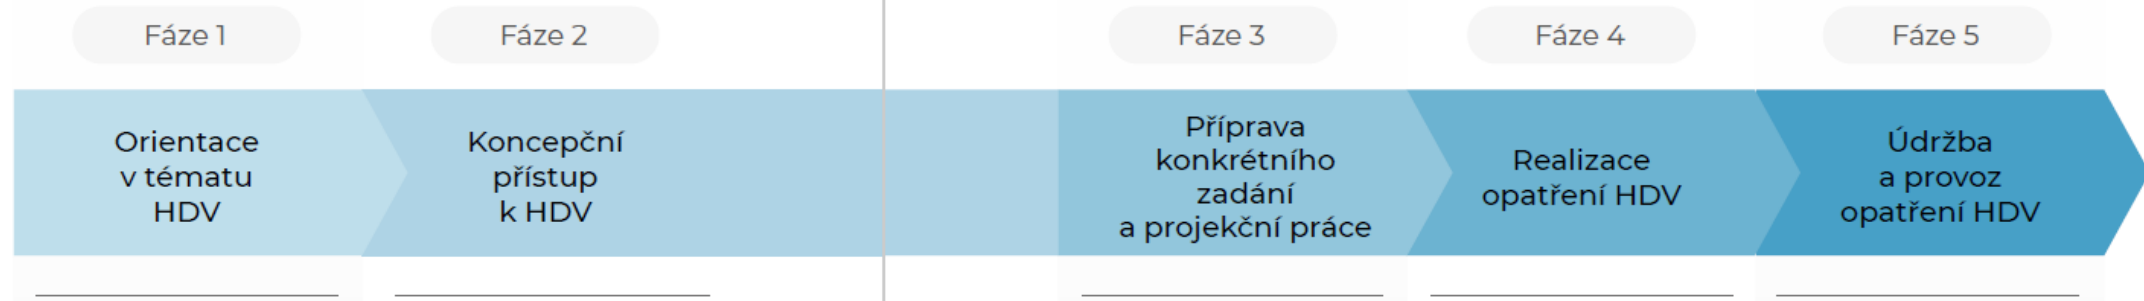 Fáze 1
Fáze 2
Fáze 3
Fáze 4
Fáze 5
Orientace
v tématu
HDV
Koncepční
přístup
k HDV
Příprava
konkrétního
zadání
a projekční práce
Realizace
opatření HDV
Údržba
a provoz
opatření HDV